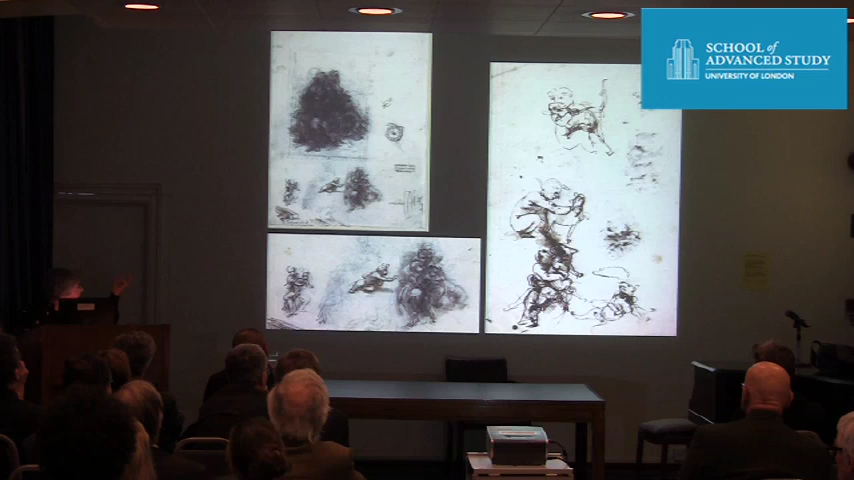 SCHOOL of
ADVANCED STUDY
UNIVERSITY OF LONDON